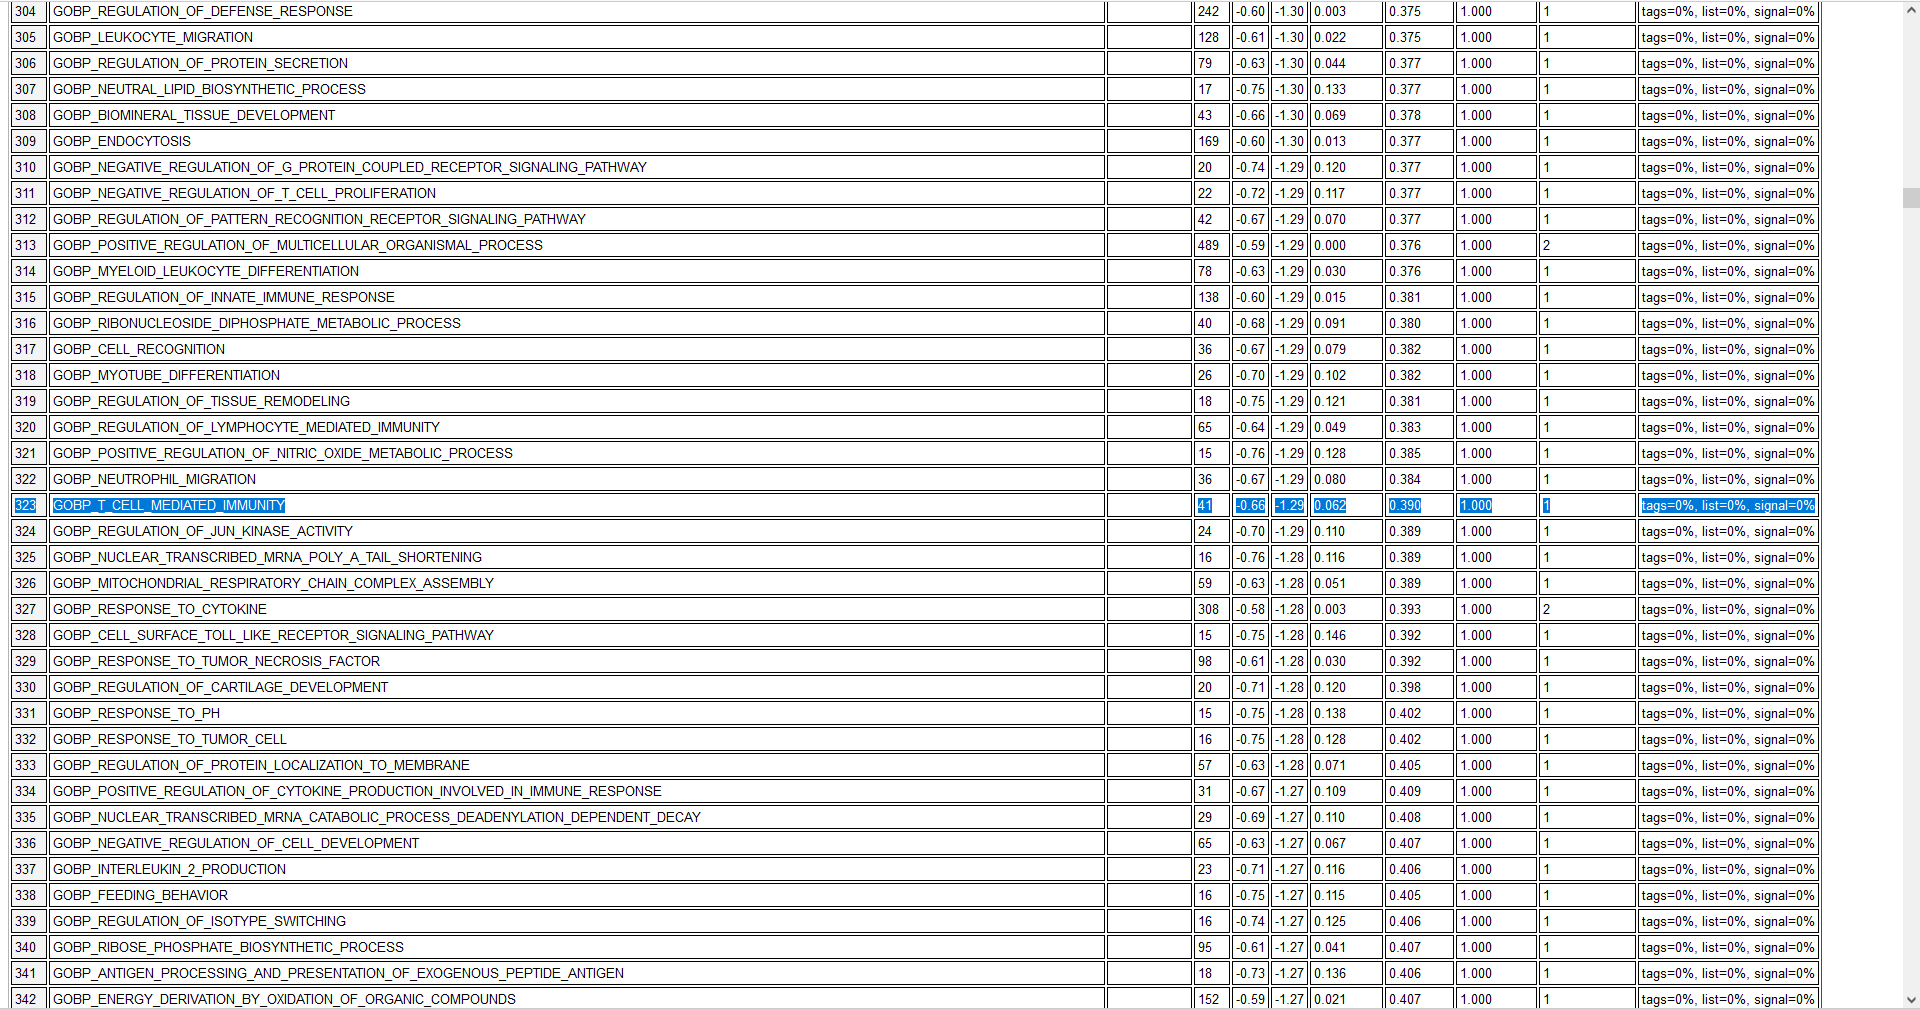 304 GOBP_REGULATION_OF_DEFENSE_RESPONSE 242 -0.60 -1.30 0.003 0.375 1.000 1 tags=0%, list=0%, signal=0%
305 GOBP_LEUKOCYTE_MIGRATION 128 -0.61 -1.30 0.022 0.375 1.000 1 tags=0%, list=0%, signal=0%
306 GOBP_REGULATION_OF_PROTEIN_SECRETION 79 -0.63 -1.30 0.044 0.377 1.000 1 tags=0%, list=0%, signal=0%
307 GOBP_NEUTRAL_LIPID_BIOSYNTHETIC_PROCESS 17 -0.75 -1.30 0.133 0.377 1.000 1 tags=0%, list=0%, signal=0%
308 GOBP_BIOMINERAL_TISSUE_DEVELOPMENT 43 -0.66 -1.30 0.069 0.378 1.000 1 tags=0%, list=0%, signal=0%
309 GOBP_ENDOCYTOSIS 169 -0.60 -1.30 0.013 0.377 1.000 1 tags=0%, list=0%, signal=0%
310 GOBP_NEGATIVE_REGULATION_OF_G_PROTEIN_COUPLED_RECEPTOR_SIGNALING_PATHWAY 20 -0.74 -1.29 0.120 0.377 1.000 1 tags=0%, list=0%, signal=0%
311 GOBP_NEGATIVE_REGULATION_OF_T_CELL_PROLIFERATION 22 -0.72 -1.29 0.117 0.377 1.000 1 tags=0%, list=0%, signal=0%
312 GOBP_REGULATION_OF_PATTERN_RECOGNITION_RECEPTOR_SIGNALING_PATHWAY 42 -0.67 -1.29 0.070 0.377 1.000 1 tags=0%, list=0%, signal=0%
313 GOBP_POSITIVE_REGULATION_OF_MULTICELLULAR_ORGANISMAL_PROCESS 489 -0.59 -1.29 0.000 0.376 1.000 2 tags=0%, list=0%, signal=0%
314 GOBP_MYELOID_LEUKOCYTE_DIFFERENTIATION 78 -0.63 -1.29 0.030 0.376 1.000 1 tags=0%, list=0%, signal=0%
315 GOBP_REGULATION_OF_INNATE_IMMUNE_RESPONSE 138 -0.60 -1.29 0.015 0.381 1.000 1 tags=0%, list=0%, signal=0%
316 GOBP_RIBONUCLEOSIDE_DIPHOSPHATE_METABOLIC_PROCESS 40 -0.68 -1.29 0.091 0.380 1.000 1 tags=0%, list=0%, signal=0%
317 GOBP_CELL_RECOGNITION 36 -0.67 -1.29 0.079 0.382 1.000 1 tags=0%, list=0%, signal=0%
318 GOBP_MYOTUBE_DIFFERENTIATION 26 -0.70 -1.29 0.102 0.382 1.000 1 tags=0%, list=0%, signal=0%
319 GOBP_REGULATION_OF_TISSUE_REMODELING 18 -0.75 -1.29 0.121 0.381 1.000 1 tags=0%, list=0%, signal=0%
320 GOBP_REGULATION_OF_LYMPHOCYTE_MEDIATED_IMMUNITY 65 -0.64 -1.29 0.049 0.383 1.000 1 tags=0%, list=0%, signal=0%
321 GOBP_POSITIVE_REGULATION_OF_NITRIC_OXIDE_METABOLIC_PROCESS 15 -0.76 -1.29 0.128 0.385 1.000 1 tags=0%, list=0%, signal=0%
322 GOBP_NEUTROPHIL_MIGRATION 36 -0.67 -1.29 0.080 0.384 1.000 1 tags=0%, list=0%, signal=0%
323 GOBP_T_CELL_MEDIATED_IMMUNITY 41 -0.66 -1.29 0.062 0.390 1.000 1 tags=0%, list=0%, signal=0%
324 GOBP_REGULATION_OF_JUN_KINASE_ACTIVITY 24 -0.70 -1.29 0.110 0.389 1.000 1 tags=0%, list=0%, signal=0%
325 GOBP_NUCLEAR_TRANSCRIBED_MRNA_POLY_A_TAIL_SHORTENING 16 -0.76 -1.28 0.116 0.389 1.000 1 tags=0%, list=0%, signal=0%
326 GOBP_MITOCHONDRIAL_RESPIRATORY_CHAIN_COMPLEX_ASSEMBLY 59 -0.63 -1.28 0.051 0.389 1.000 1 tags=0%, list=0%, signal=0%
327 GOBP_RESPONSE_TO_CYTOKINE 308 -0.58 -1.28 0.003 0.393 1.000 2 tags=0%, list=0%, signal=0%
328 GOBP_CELL_SURFACE_TOLL_LIKE_RECEPTOR_SIGNALING_PATHWAY 15 -0.75 -1.28 0.146 0.392 1.000 1 tags=0%, list=0%, signal=0%
329 GOBP_RESPONSE_TO_TUMOR_NECROSIS_FACTOR 98 -0.61 -1.28 0.030 0.392 1.000 1 tags=0%, list=0%, signal=0%
330 GOBP_REGULATION_OF_CARTILAGE_DEVELOPMENT 20 -0.71 -1.28 0.120 0.398 1.000 1 tags=0%, list=0%, signal=0%
331 GOBP_RESPONSE_TO_PH 15 -0.75 -1.28 0.138 0.402 1.000 1 tags=0%, list=0%, signal=0%
332 GOBP_RESPONSE_TO_TUMOR_CELL 16 -0.75 -1.28 0.128 0.402 1.000 1 tags=0%, list=0%, signal=0%
333 GOBP_REGULATION_OF_PROTEIN_LOCALIZATION_TO_MEMBRANE 57 -0.63 -1.28 0.071 0.405 1.000 1 tags=0%, list=0%, signal=0%
334 GOBP_POSITIVE_REGULATION_OF_CYTOKINE_PRODUCTION_INVOLVED_IN_IMMUNE_RESPONSE 31 -0.67 -1.27 0.109 0.409 1.000 1 tags=0%, list=0%, signal=0%
335 GOBP_NUCLEAR_TRANSCRIBED_MRNA_CATABOLIC_PROCESS_DEADENYLATION_DEPENDENT_DECAY 29 -0.69 -1.27 0.110 0.408 1.000 1 tags=0%, list=0%, signal=0%
336 GOBP_NEGATIVE_REGULATION_OF_CELL_DEVELOPMENT 65 -0.63 -1.27 0.067 0.407 1.000 1 tags=0%, list=0%, signal=0%
337 GOBP_INTERLEUKIN_2_PRODUCTION 23 -0.71 -1.27 0.116 0.406 1.000 1 tags=0%, list=0%, signal=0%
338 GOBP_FEEDING_BEHAVIOR 16 -0.75 -1.27 0.115 0.405 1.000 1 tags=0%, list=0%, signal=0%
339 GOBP_REGULATION_OF_ISOTYPE_SWITCHING 16 -0.74 -1.27 0.125 0.406 1.000 1 tags=0%, list=0%, signal=0%
340 GOBP_RIBOSE_PHOSPHATE_BIOSYNTHETIC_PROCESS 95 -0.61 -1.27 0.041 0.407 1.000 1 tags=0%, list=0%, signal=0%
341 GOBP_ANTIGEN_PROCESSING_AND_PRESENTATION_OF_EXOGENOUS_PEPTIDE_ANTIGEN 18 -0.73 -1.27 0.136 0.406 1.000 1 tags=0%, list=0%, signal=0%
342 GOBP_ENERGY_DERIVATION_BY_OXIDATION_OF_ORGANIC_COMPOUNDS 152 -0.59 -1.27 0.021 0.407 1.000 1 tags=0%, list=0%, signal=0%